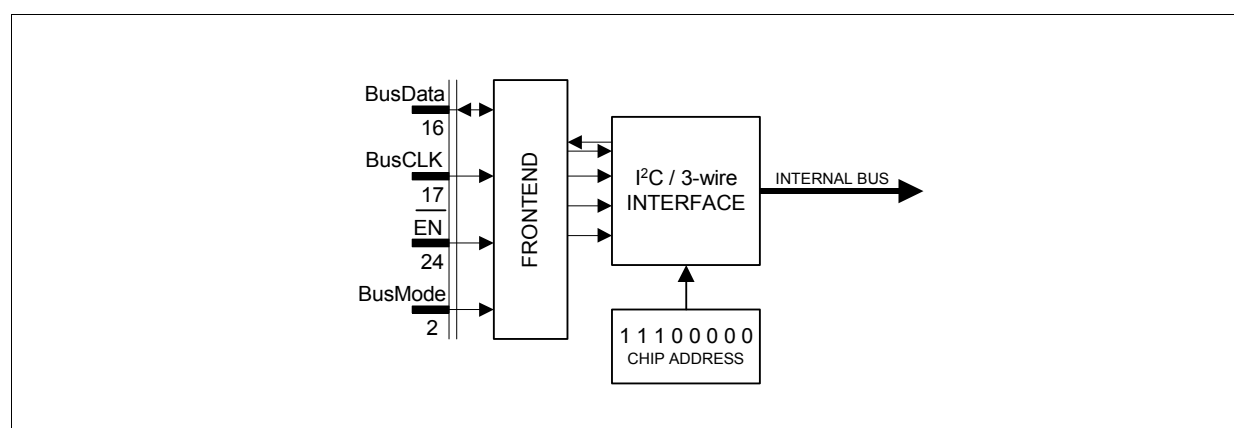 BusData
16
BusCLK
17
EN
24
BusMode
2
FRONTEND
I²C / 3-wire
INTERFACE
INTERNAL BUS
1 1 1 0 0 0 0 0
CHIP ADDRESS